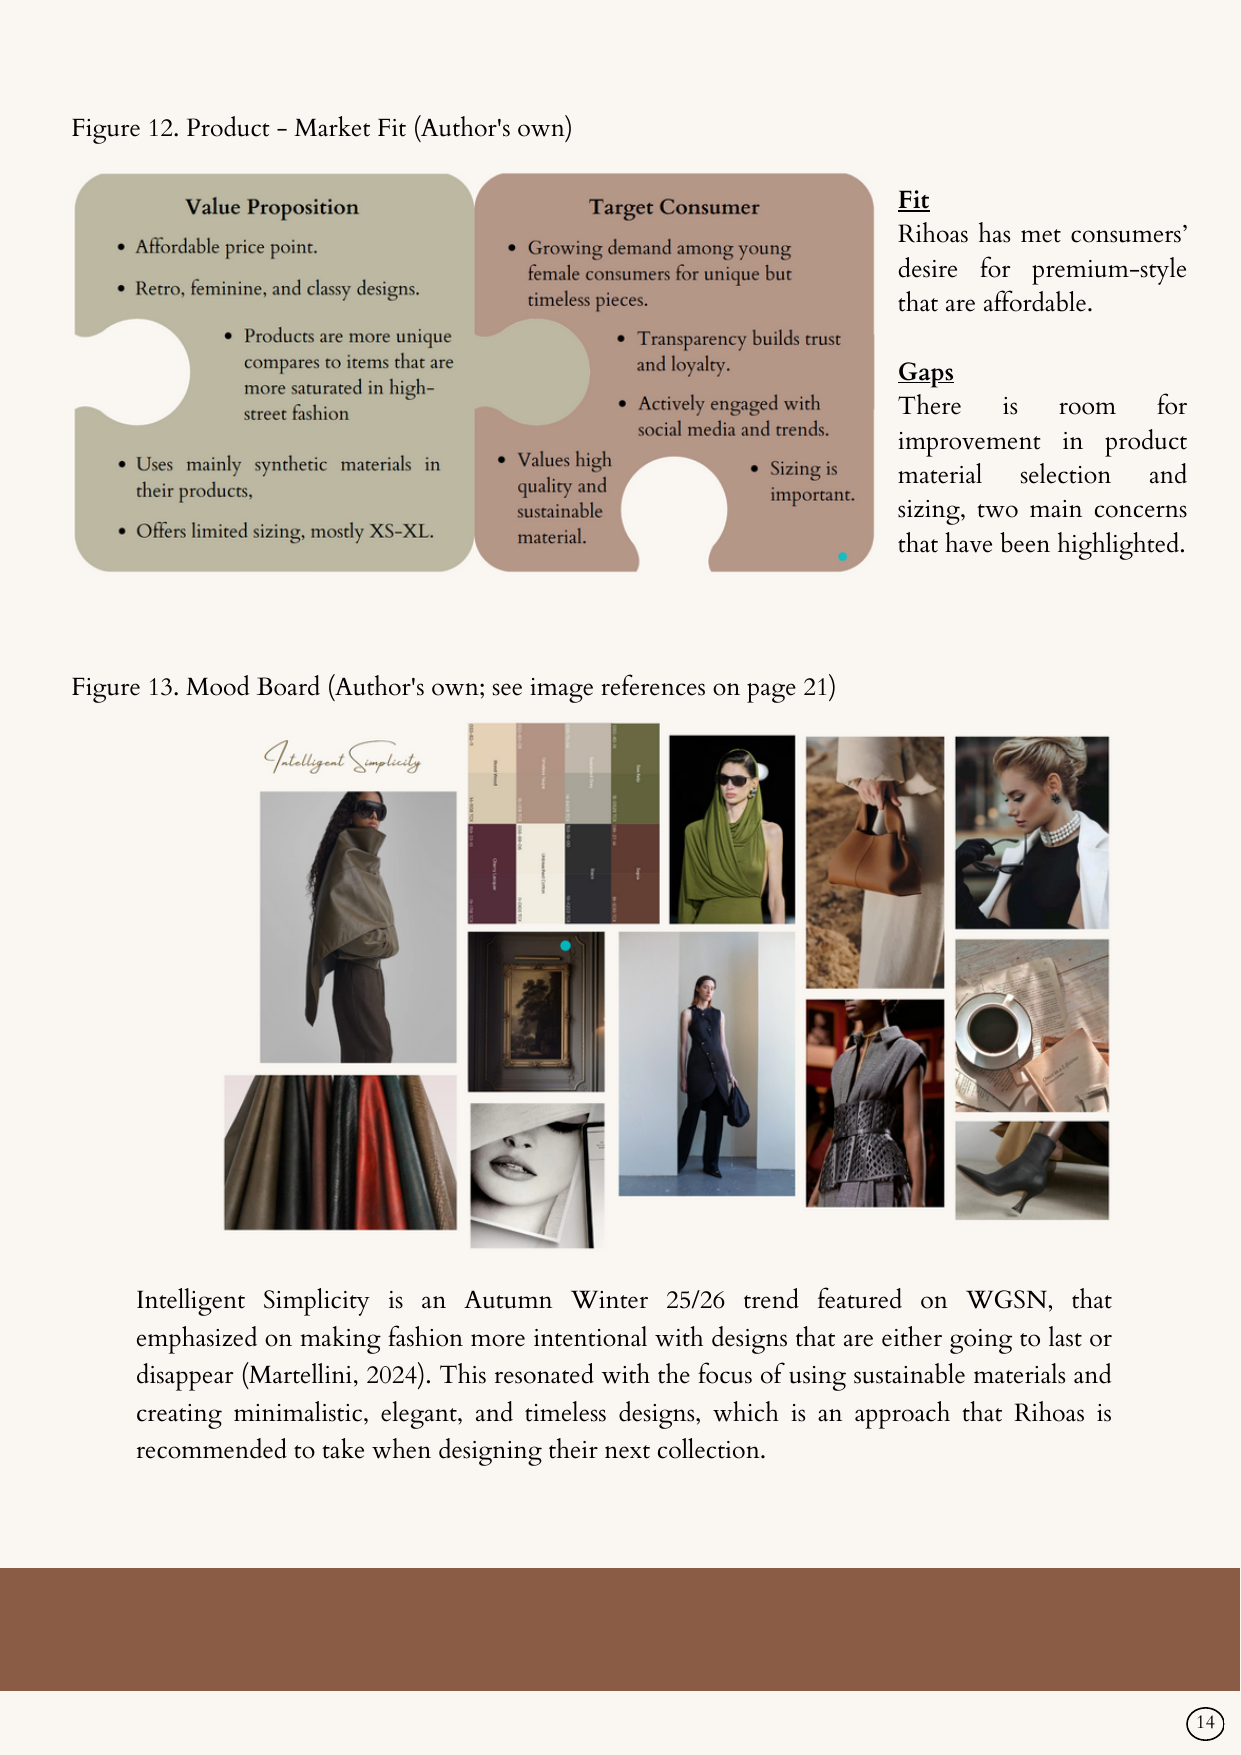 Figure 12. Product - Market Fit (Author's own)
Value Proposition
• Affordable price point.
• Retro, feminine, and classy designs.
• Products are more unique
compares to items that are
more saturated in high-
street fashion
• Uses mainly synthetic materials in
their products,
• Offers limited sizing, mostly XS-XL.
Target Consumer
• Growing demand among young
female consumers for unique but
timeless pieces.
• Transparency builds trust
and loyalty.
• Actively engaged with
social media and trends.
• Values high
quality and
sustainable
material.
• Sizing is
important.
Fit
Rihoas has met consumers'
desire for premium-style
that are affordable.
Gaps
There is room for
improvement in product
material selection and
sizing, two main concerns
that have been highlighted.
Figure 13. Mood Board (Author's own; see image references on page 21)
Intelligent Simplicity
Cherry Lacquer
Unbleached Cotton
Intelligent Simplicity is an Autumn Winter 25/26 trend featured on WGSN, that
emphasized on making fashion more intentional with designs that are either going to last or
disappear (Martellini, 2024). This resonated with the focus of using sustainable materials and
creating minimalistic, elegant, and timeless designs, which is an approach that Rihoas is
recommended to take when designing their next collection.
14